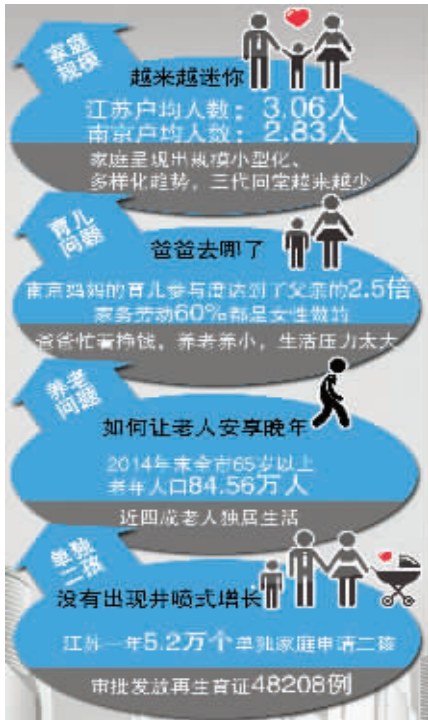 家庭
规模
越来越迷你
江苏户均人数：3.06人
南京户均人数：2.83人
家庭呈现出规模小型化、
多样化趋势，三代同堂越来越少
育儿
问题
爸爸去哪了
南京妈妈的育儿参与度达到了父亲的2.5倍
家务劳动60%都是女性做的
爸爸忙着挣钱，养老养小，生活压力太大
养老
问题
如何让老人安享晚年
2014年末全市65岁以上
老年人口84.56万人
近四成老人独居生活
单独
二孩
没有出现井喷式增长
江苏一年5.2万个单独家庭申请二孩
审批发放再生育证48208例